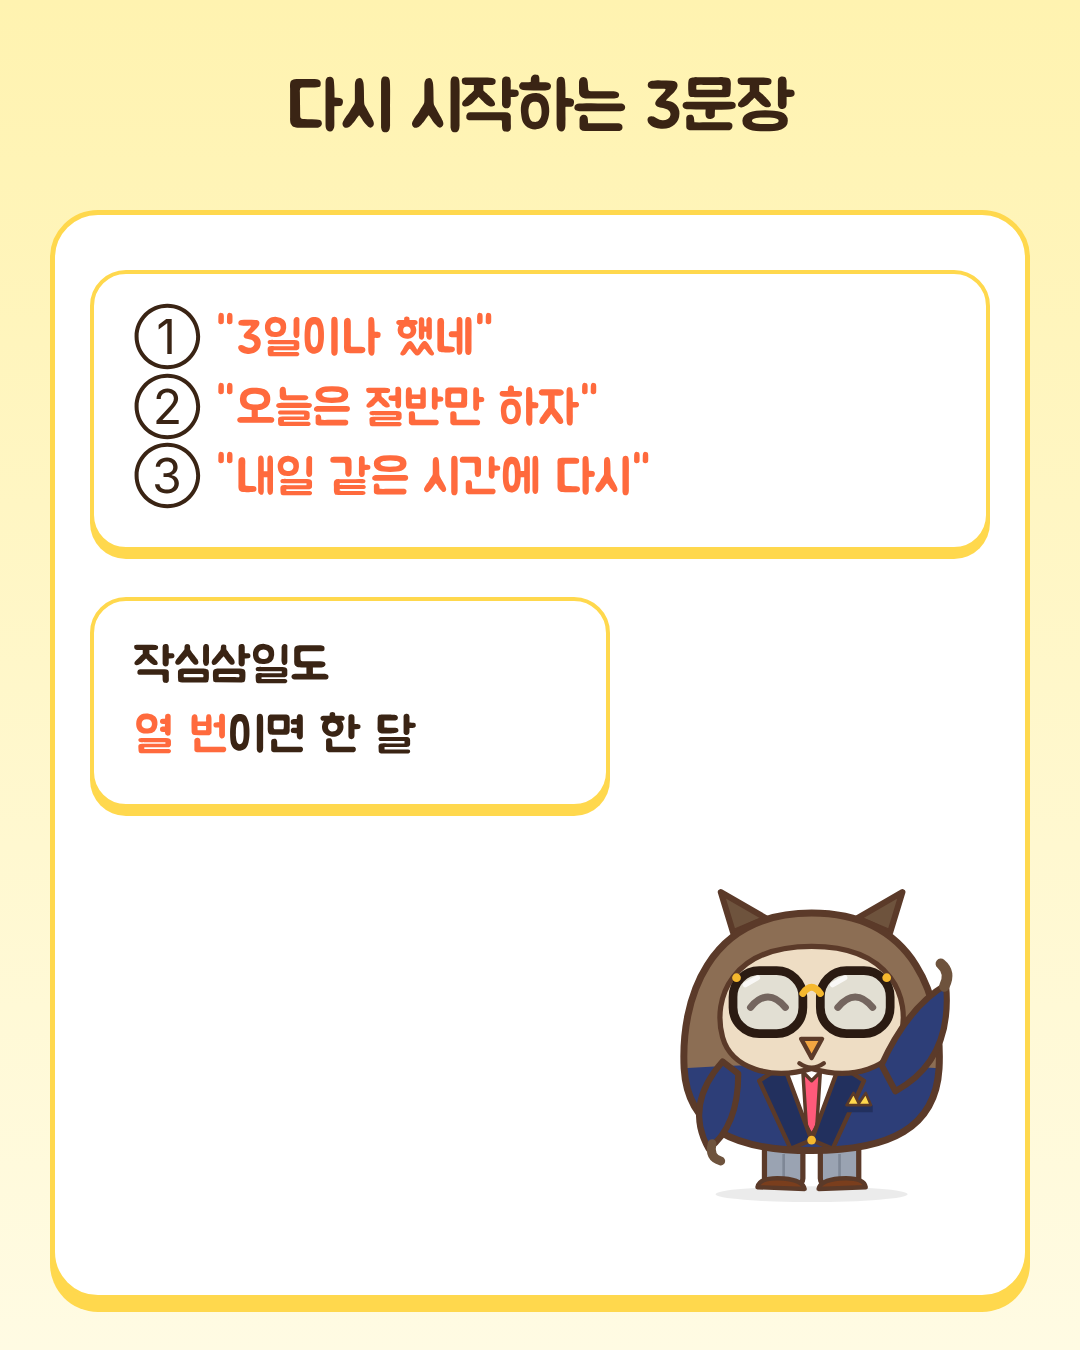 다시 시작하는 3문장
① "3일이나 했네"
② "오늘은 절반만 하자"
③ "내일 같은 시간에 다시"
작심삼일도
열 번이면 한 달